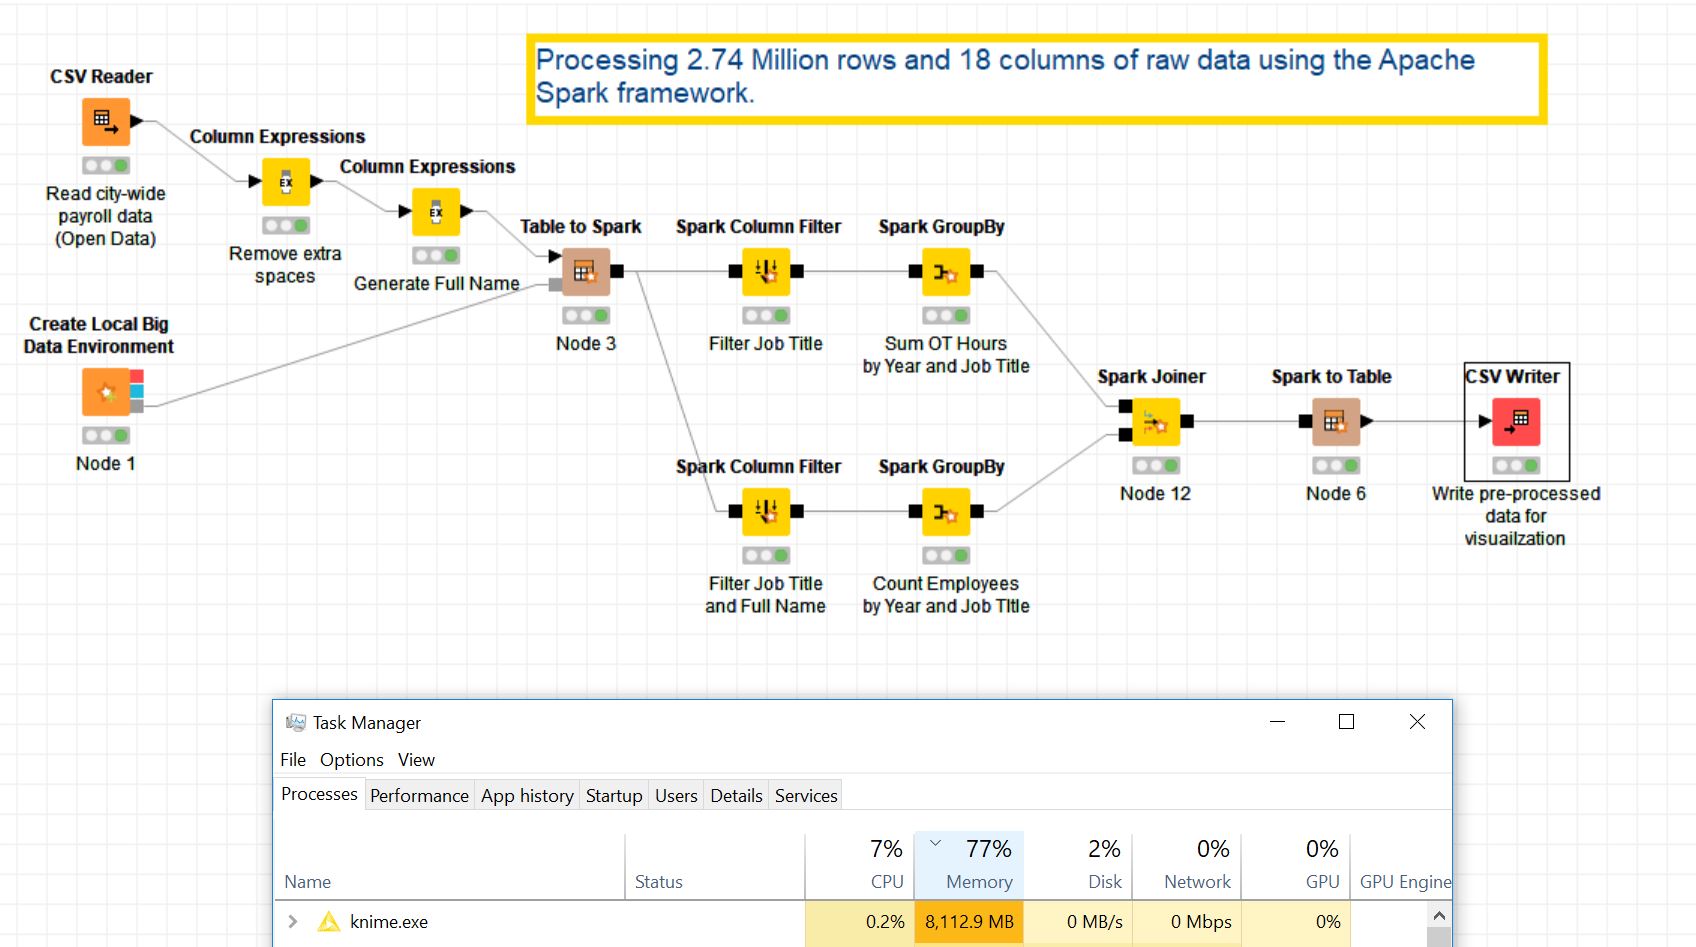 Processing 2.74 Million rows and 18 columns of raw data using the Apache
Spark framework.
CSV Reader
Read city-wide
payroll data
(Open Data)
Column Expressions
EX
Remove extra
spaces
Column Expressions
EX
Generate Full Name
Create Local Big
Data Environment
Node 1
Table to Spark
Node 3
Spark Column Filter
Filter Job Title
Spark GroupBy
Sum OT Hours
by Year and Job Title
Spark Column Filter
Filter Job Title
and Full Name
Spark GroupBy
Count Employees
by Year and Job TItle
Spark Joiner
Node 12
Spark to Table
Node 6
CSV Writer
Write pre-processed
data for
visuailzation
Task Manager
File Options View
Processes Performance App history Startup Users Details Services
7% 77% 2% 0% 0%
Name Status CPU Memory Disk Network GPU GPU Engine
knime.exe 0.2% 8,112.9 MB 0 MB/s 0 Mbps 0%